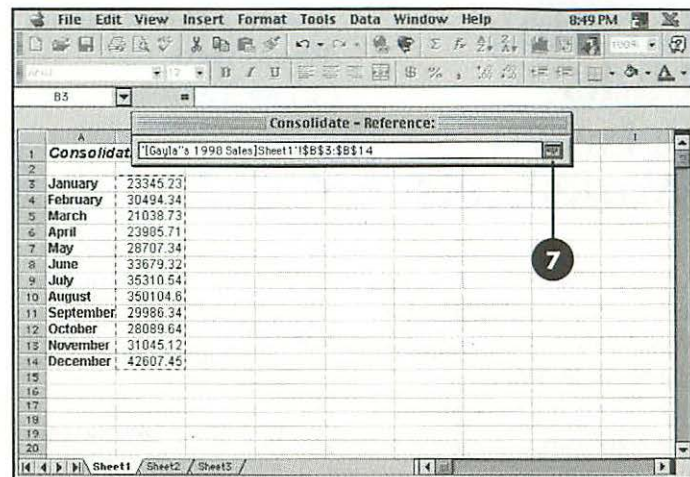 File Edit View Insert Format Tools Data Window Help 8:49 PM
100%
12 B I U $ % ,
B3 =
Consolidate - Reference:
'[Gayla''s 1998 Sales]Sheet1'!$B$3:$B$14
A I
1 Consolidat
2
3 January 23345.23
4 February 30494.34
5 March 21038.73
6 April 23985.71
7 May 28707.34
8 June 33679.32
9 July 35310.54
10 August 350104.6
11 September 29986.34
12 October 28089.64
13 November 31045.12
14 December 42607.45
15
16
17
18
19
20
7
Sheet1 Sheet2 Sheet3